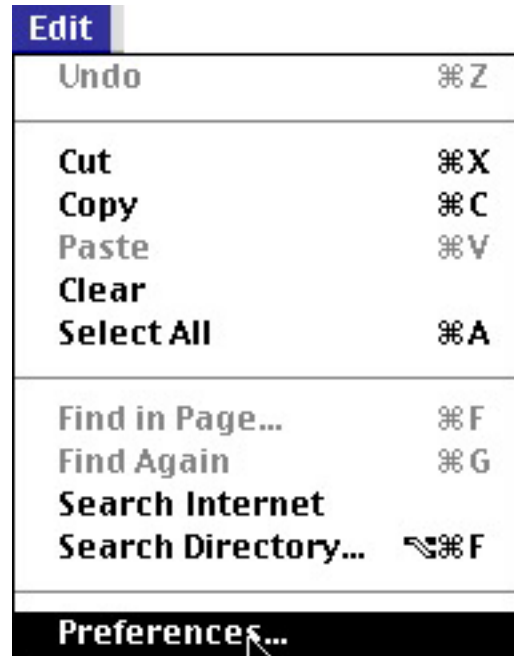 Edit
Undo ⌘Z
Cut ⌘X
Copy ⌘C
Paste ⌘V
Clear
Select All ⌘A
Find in Page... ⌘F
Find Again ⌘G
Search Internet
Search Directory... ⌥⌘F
Preferences...